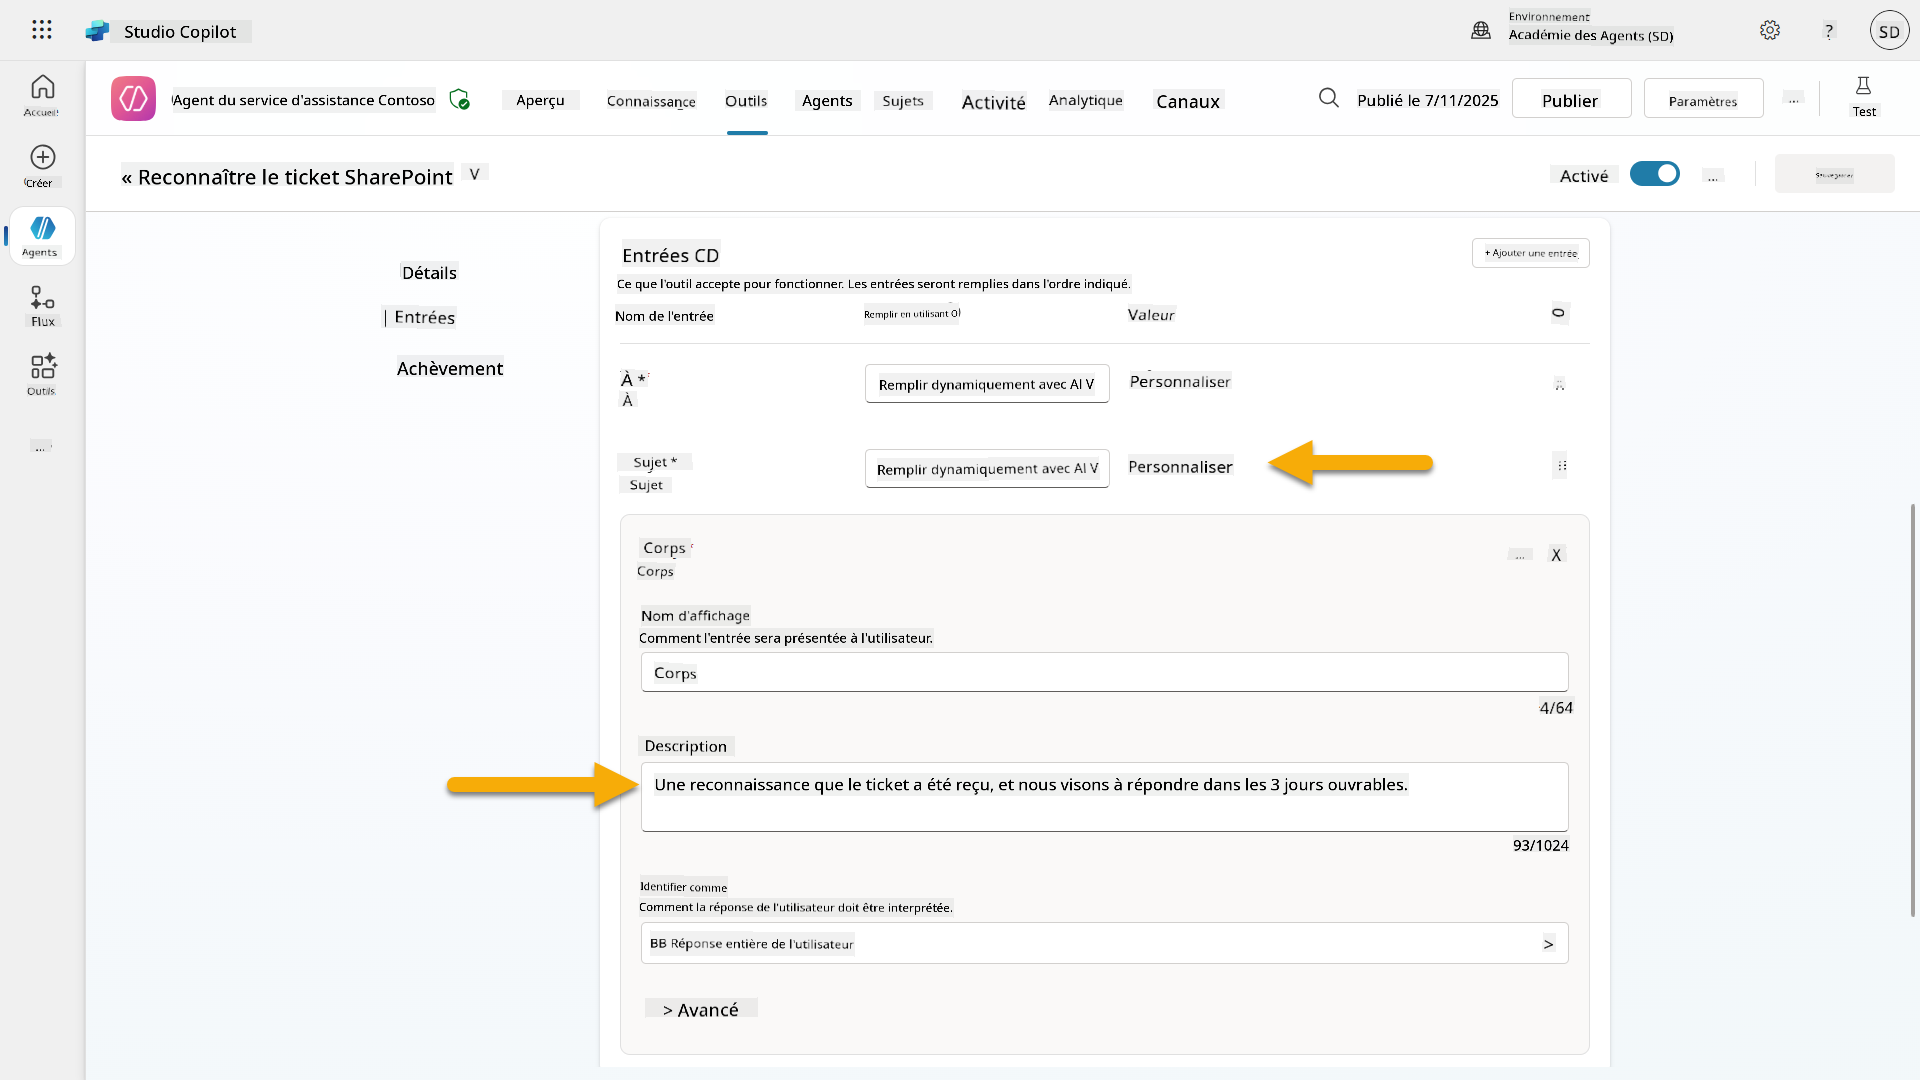 Studio Copilot
Environnement
Académie des Agents (SD)
?
SD
Accueil
Créer
Agents
Flux
Outils
...
Agent du service d'assistance Contoso
Aperçu
Connaissance
Outils
Agents
Sujets
Activité
Analytique
Canaux
Publié le 7/11/2025
Publier
Paramètres
...
Test
« Reconnaître le ticket SharePoint
V
Activé
...
Détails
| Entrées
Achèvement
Entrées CD
+ Ajouter une entrée
Ce que l'outil accepte pour fonctionner. Les entrées seront remplies dans l'ordre indiqué.
Nom de l'entrée
Remplir en utilisant
Valeur
À *
À
Remplir dynamiquement avec AI V
Personnaliser
Sujet *
Sujet
Remplir dynamiquement avec AI V
Personnaliser
Corps *
Corps
...
X
Nom d'affichage
Comment l'entrée sera présentée à l'utilisateur.
Corps
4/64
Description
Une reconnaissance que le ticket a été reçu, et nous visons à répondre dans les 3 jours ouvrables.
93/1024
Identifier comme
Comment la réponse de l'utilisateur doit être interprétée.
BB Réponse entière de l'utilisateur
>
> Avancé